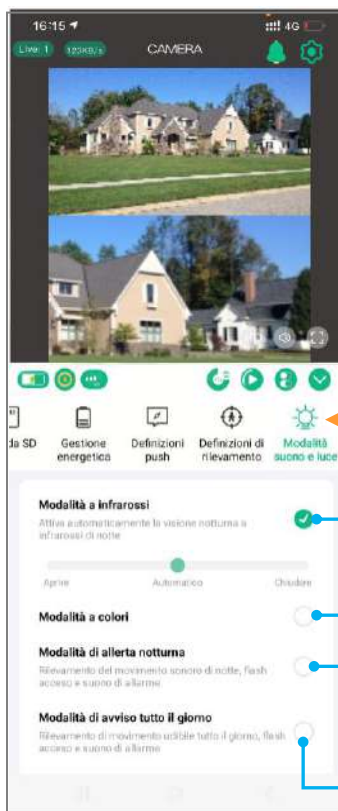 16:15 4G
Live: 1 123KB/s CAMERA
da SD
Gestione
energetica
Definizioni
push
Definizioni di
rilevamento
Modalità
suono e luce
Modalità a infrarossi
Attiva automaticamente la visione notturna a
infrarossi di notte
Aprire Automatico Chiudere
Modalità a colori
Modalità di allerta notturna
Rilevamento del movimento sonoro di notte, flash
acceso e suono di allarme
Modalità di avviso tutto il giorno
Rilevamento di movimento udibile tutto il giorno, flash
acceso e suono di allarme